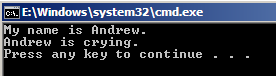 E:\Windows\system32\cmd.exe
My name is Andrew.
Andrew is crying.
Press any key to continue . . .